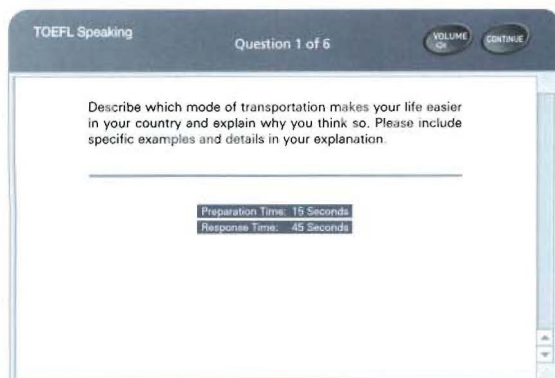 TOEFL Speaking
Question 1 of 6
VOLUME
CONTINUE
Describe which mode of transportation makes your life easier
in your country and explain why you think so. Please include
specific examples and details in your explanation.
Preparation Time: 15 Seconds
Response Time: 45 Seconds